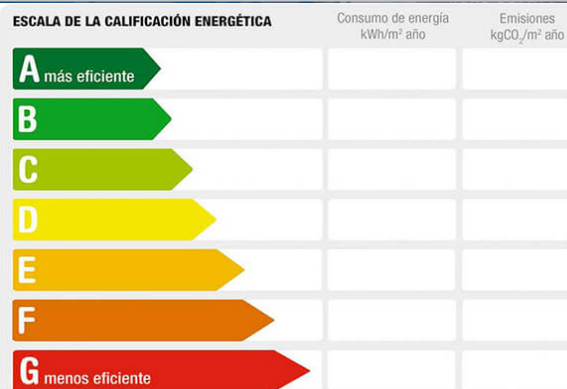 ESCALA DE LA CALIFICACIÓN ENERGÉTICA
Consumo de energía
kWh/m² año
Emisiones
kgCO₂/m² año
A más eficiente
B
C
D
E
F
G menos eficiente